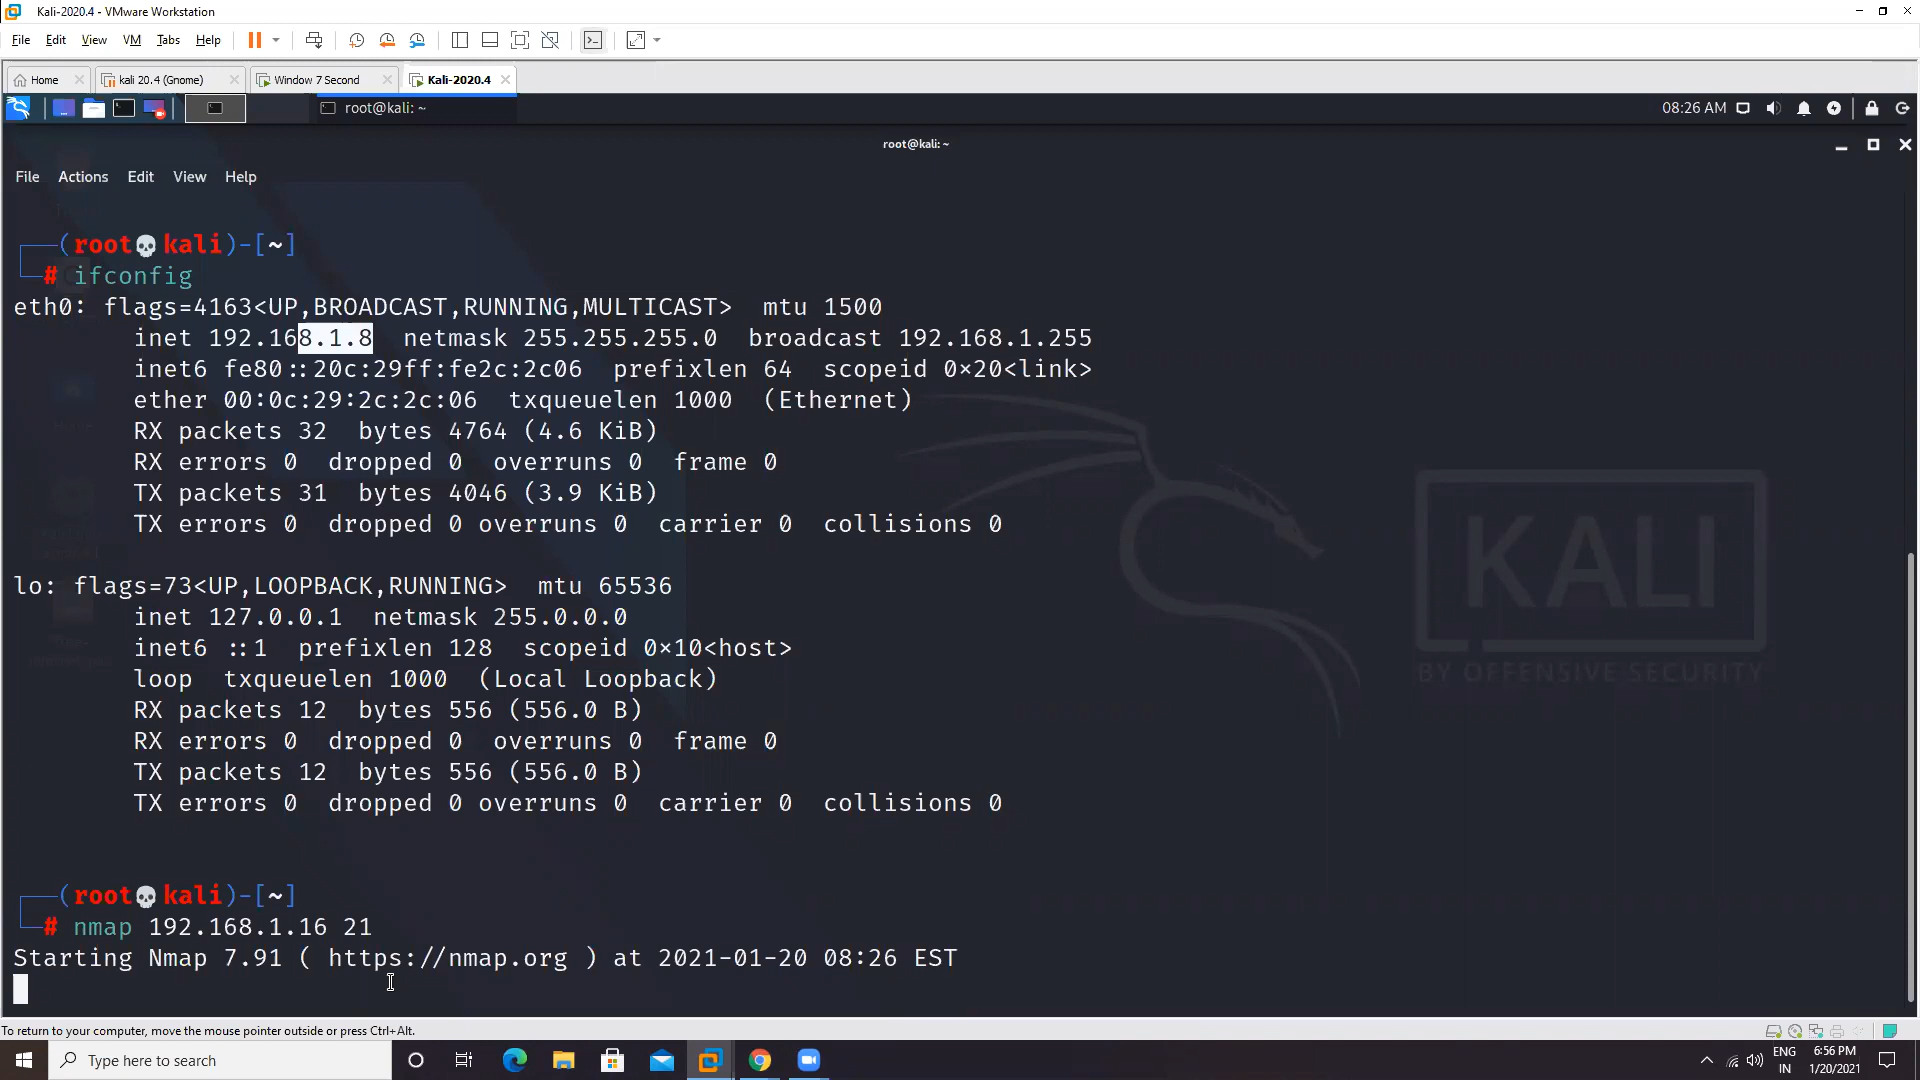 Kali-2020.4 - VMware Workstation
File Edit View VM Tabs Help
Home kali 20.4 (Gnome) Window 7 Second Kali-2020.4
root@kali: ~ 08:26 AM
root@kali: ~
File Actions Edit View Help
(root💀kali)-[~]
# ifconfig
eth0: flags=4163<UP,BROADCAST,RUNNING,MULTICAST> mtu 1500
inet 192.168.1.8 netmask 255.255.255.0 broadcast 192.168.1.255
inet6 fe80::20c:29ff:fe2c:2c06 prefixlen 64 scopeid 0×20<link>
ether 00:0c:29:2c:2c:06 txqueuelen 1000 (Ethernet)
RX packets 32 bytes 4764 (4.6 KiB)
RX errors 0 dropped 0 overruns 0 frame 0
TX packets 31 bytes 4046 (3.9 KiB)
TX errors 0 dropped 0 overruns 0 carrier 0 collisions 0
lo: flags=73<UP,LOOPBACK,RUNNING> mtu 65536
inet 127.0.0.1 netmask 255.0.0.0
inet6 ::1 prefixlen 128 scopeid 0×10<host>
loop txqueuelen 1000 (Local Loopback)
RX packets 12 bytes 556 (556.0 B)
RX errors 0 dropped 0 overruns 0 frame 0
TX packets 12 bytes 556 (556.0 B)
TX errors 0 dropped 0 overruns 0 carrier 0 collisions 0
KALI
BY OFFENSIVE SECURITY
(root💀kali)-[~]
# nmap 192.168.1.16 21
Starting Nmap 7.91 ( https://nmap.org ) at 2021-01-20 08:26 EST
To return to your computer, move the mouse pointer outside or press Ctrl+Alt.
Type here to search
ENG
IN
6:56 PM
1/20/2021